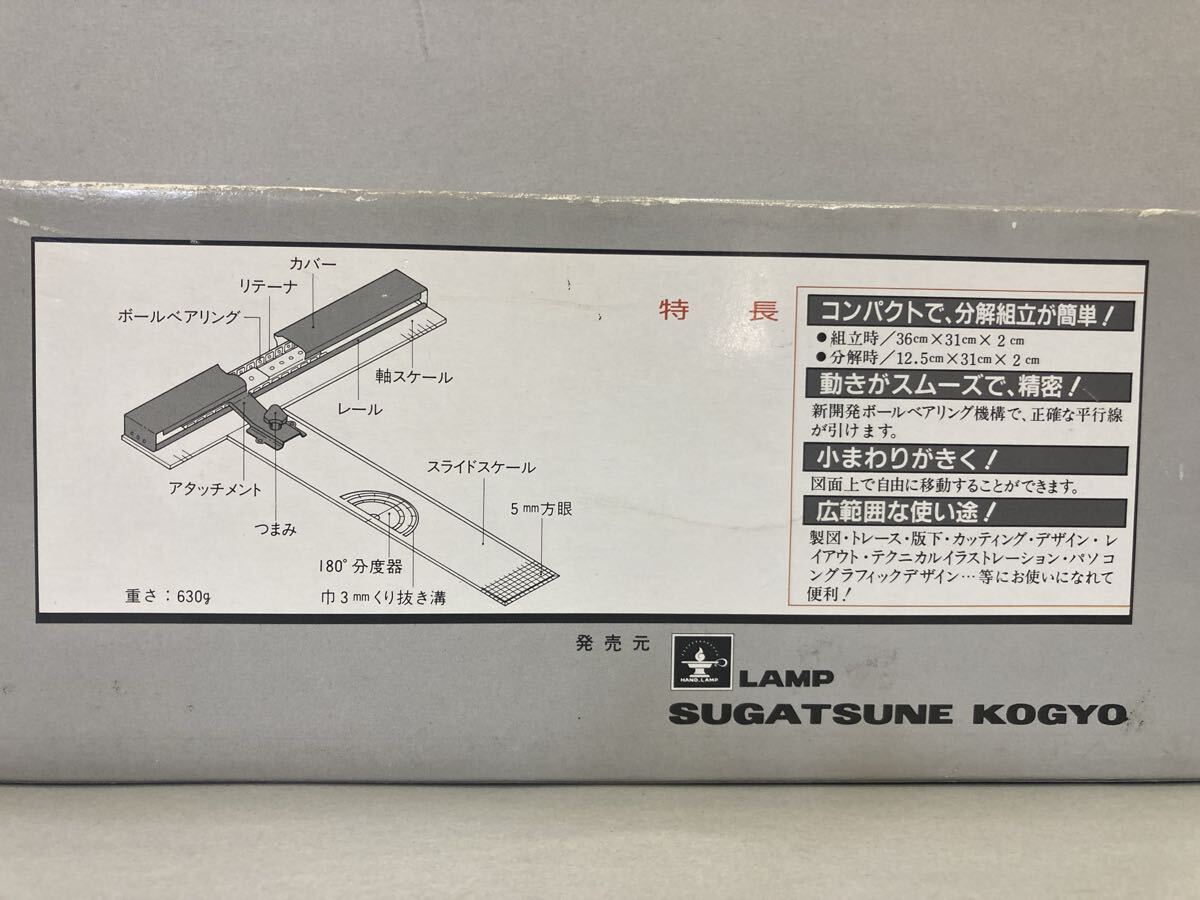 カバー
リテーナ
ボールベアリング
軸スケール
レール
スライドスケール
アタッチメント
5mm方眼
つまみ
180°分度器
重さ：630g
巾3mmくり抜き溝
特長
コンパクトで、分解組立が簡単！
●組立時／36cm×31cm×2cm
●分解時／12.5cm×31cm×2cm
動きがスムーズで、精密！
新開発ボールベアリング機構で、正確な平行線
が引けます。
小まわりがきく！
図面上で自由に移動することができます。
広範囲な使い途！
製図・トレース・版下・カッティング・デザイン・レ
イアウト・テクニカルイラストレーション・パソコ
ングラフィックデザイン…等にお使いになれて
便利！
発売元
HAND.LAMP
LAMP
SUGATSUNE KOGYO